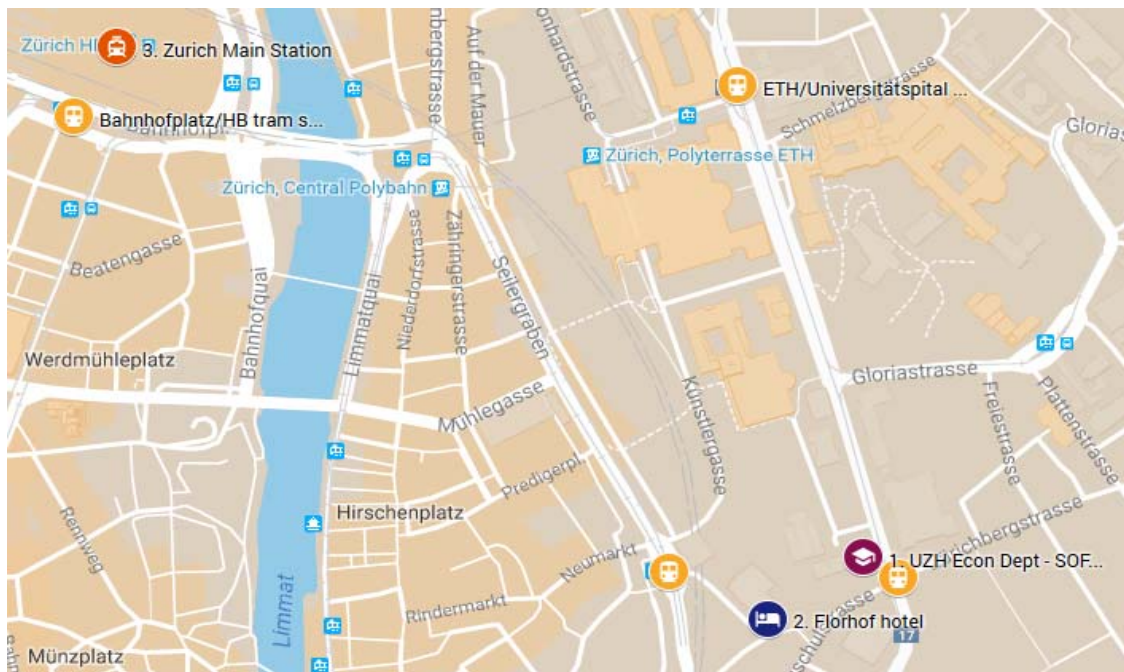 Zürich H
3. Zurich Main Station
Bahnhofplatz/HB tram s...
Bahnhofpl.
Zürich, Central Polybahn
Auf der Mauer
ETH/Universitätspital ...
Schmelzbergstrasse
Gloria
Zürich, Polyterrasse ETH
Beatengasse
Bahnhofquai
Limmatquai
Niederdorfstrasse
Zähringerstrasse
Seilergraben
Werdmühleplatz
Mühlegasse
Künstlergasse
Gloriastrasse
Freiestrasse
Plattenstrasse
Predigerpl.
Hirschenplatz
Rennweg
Neumarkt
Rindermarkt
Limmat
Münzplatz
1. UZH Econ Dept - SOF...
2. Florhof hotel
17